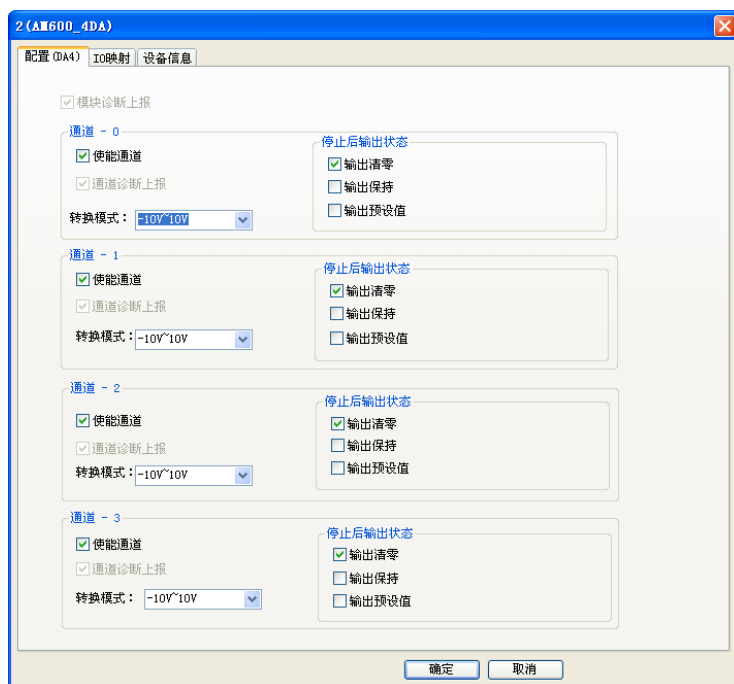 2(AM600_4DA)
配置(DA4) IO映射 设备信息
模块诊断上报
通道 - 0
使能通道
通道诊断上报
转换模式： -10V~10V
停止后输出状态
输出清零
输出保持
输出预设值
通道 - 1
使能通道
通道诊断上报
转换模式： -10V~10V
停止后输出状态
输出清零
输出保持
输出预设值
通道 - 2
使能通道
通道诊断上报
转换模式： -10V~10V
停止后输出状态
输出清零
输出保持
输出预设值
通道 - 3
使能通道
通道诊断上报
转换模式： -10V~10V
停止后输出状态
输出清零
输出保持
输出预设值
确定 取消